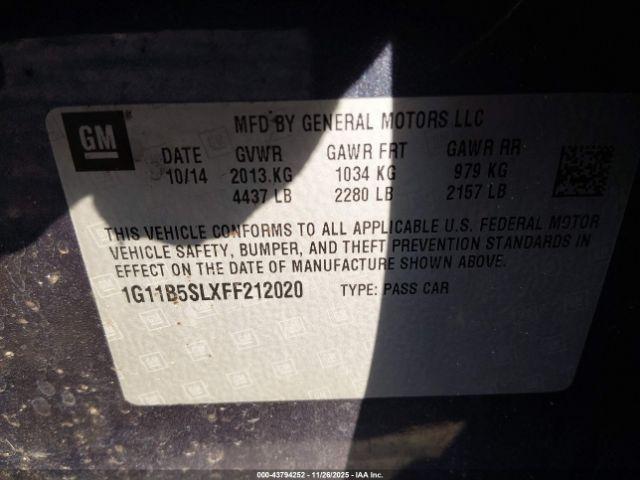 GM
MFD BY GENERAL MOTORS LLC
DATE GVWR GAWR FRT GAWR RR
10/14 2013 KG 1034 KG 979 KG
4437 LB 2280 LB 2157 LB
THIS VEHICLE CONFORMS TO ALL APPLICABLE U.S. FEDERAL MOTOR
VEHICLE SAFETY, BUMPER, AND THEFT PREVENTION STANDARDS IN
EFFECT ON THE DATE OF MANUFACTURE SHOWN ABOVE.
1G11B5SLXFF212020 TYPE: PASS CAR
000-43794252 | 11/26/2025 | IAA Inc.